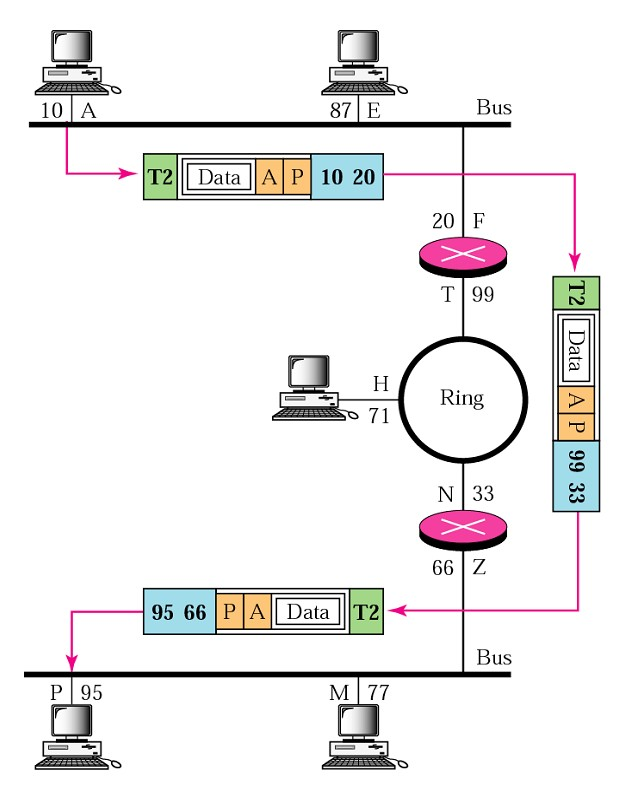 10 A
87 E
Bus
T2 Data A P 10 20
20 F
T 99
T2 Data A P 99 33
H
71
Ring
N 33
66 Z
95 66 P A Data T2
Bus
P 95
M 77